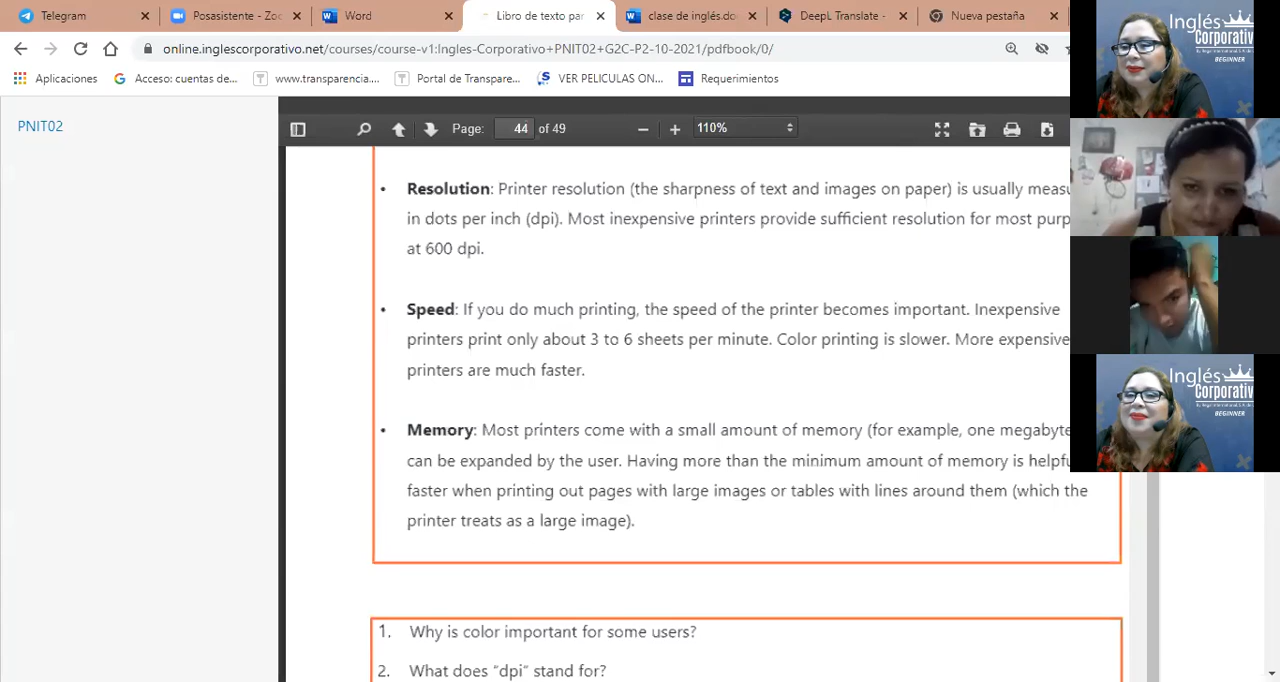 Telegram
Posasistente - Zoo
Word
Libro de texto par
clase de inglés.do
DeepL Translate -
Nueva pestaña
online.inglescorporativo.net/courses/course-v1:Ingles-Corporativo+PNIT02+G2C-P2-10-2021/pdfbook/0/
Aplicaciones
Acceso: cuentas de...
www.transparencia....
Portal de Transpare...
VER PELICULAS ON...
Requerimientos
PNIT02
Page: 44 of 49
110%
• Resolution: Printer resolution (the sharpness of text and images on paper) is usually measu
in dots per inch (dpi). Most inexpensive printers provide sufficient resolution for most purp
at 600 dpi.
• Speed: If you do much printing, the speed of the printer becomes important. Inexpensive
printers print only about 3 to 6 sheets per minute. Color printing is slower. More expensive
printers are much faster.
• Memory: Most printers come with a small amount of memory (for example, one megabyte
can be expanded by the user. Having more than the minimum amount of memory is helpfu
faster when printing out pages with large images or tables with lines around them (which the
printer treats as a large image).
1. Why is color important for some users?
2. What does "dpi" stand for?
Inglés
Corporativ
BEGINNER
Inglés
Corporativ
BEGINNER